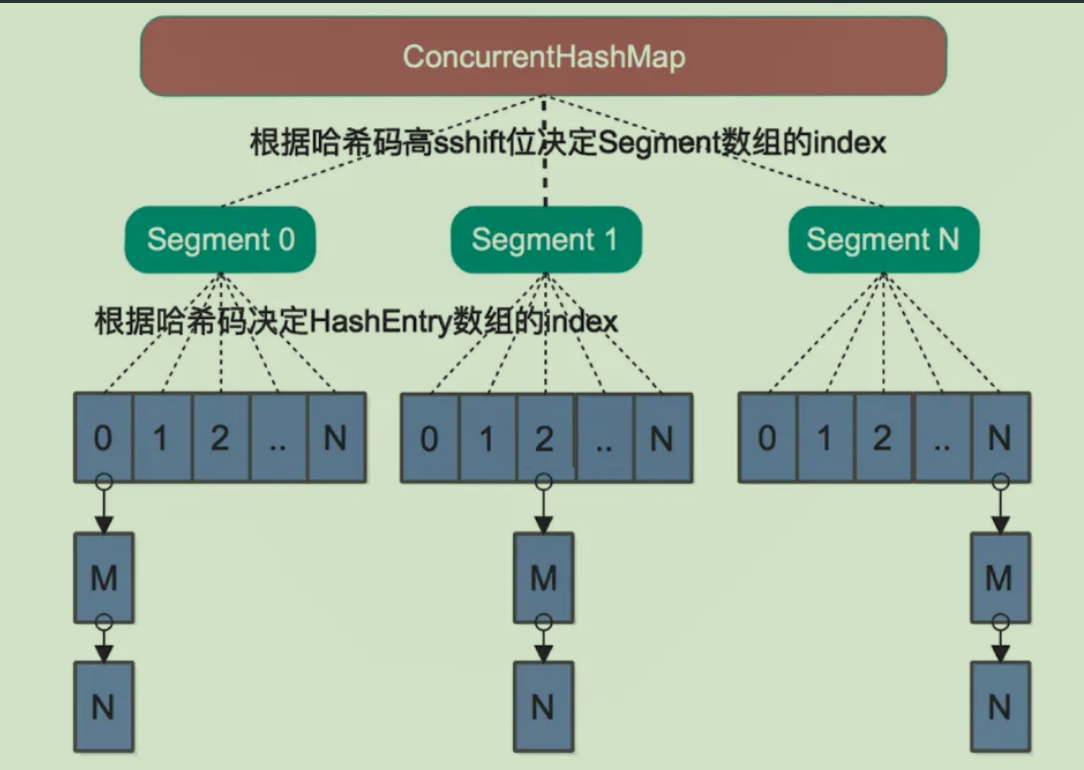 ConcurrentHashMap
根据哈希码高sshift位决定Segment数组的index
Segment 0
Segment 1
Segment N
根据哈希码决定HashEntry数组的index
0 1 2 .. N
0 1 2 .. N
0 1 2 .. N
M
M
M
N
N
N